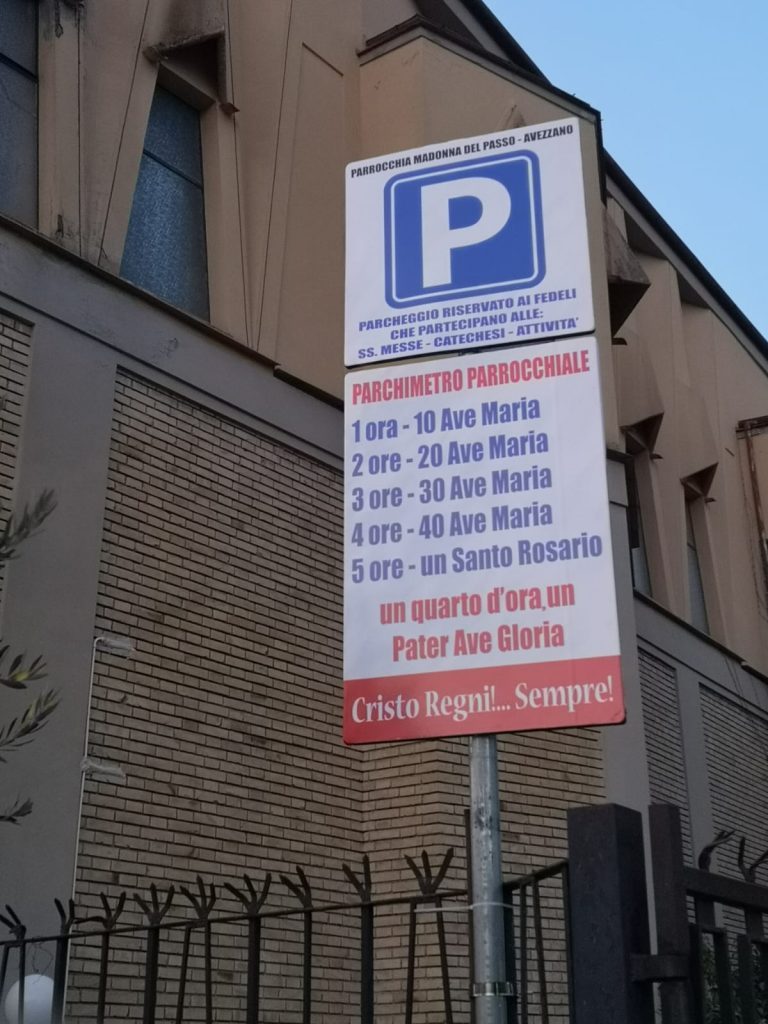 PARROCCHIA MADONNA DEL PASSO - AVEZZANO
P
PARCHEGGIO RISERVATO AI FEDELI
CHE PARTECIPANO ALLE:
SS. MESSE - CATECHESI - ATTIVITA'
PARCHIMETRO PARROCCHIALE
1 ora - 10 Ave Maria
2 ore - 20 Ave Maria
3 ore - 30 Ave Maria
4 ore - 40 Ave Maria
5 ore - un Santo Rosario
un quarto d'ora, un
Pater Ave Gloria
Cristo Regni!... Sempre!